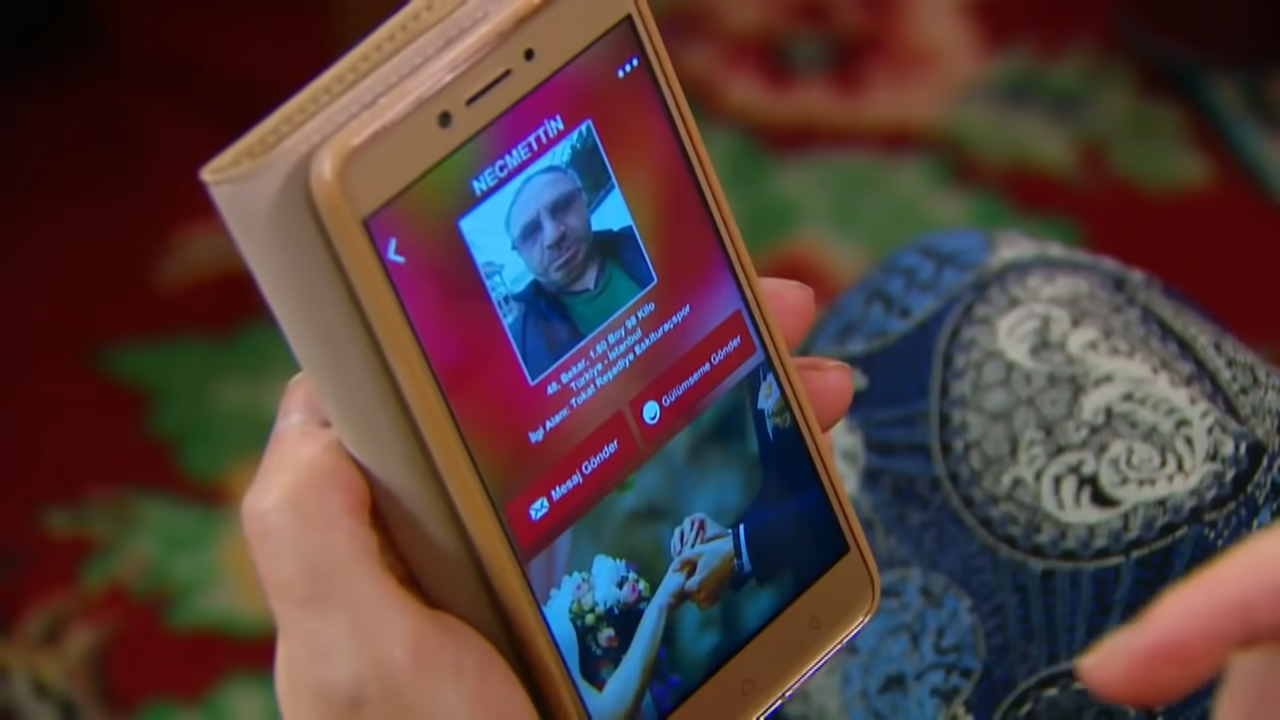 NECMETTİN
48, Bekar, 1.80 Boy 98 Kilo
Türkiye - İstanbul
İlgi Alanı: Tokat Reşadiye Eskituraçspor
Mesaj Gönder
Gülümseme Gönder